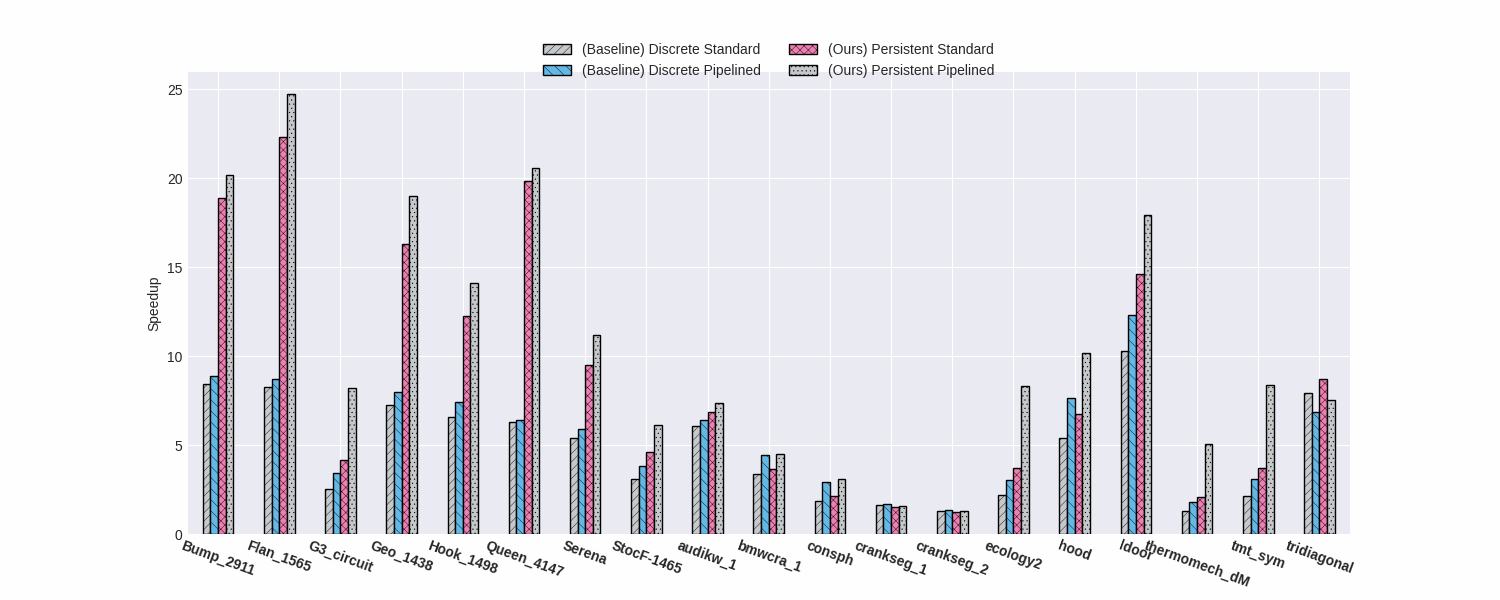 (Baseline) Discrete Standard
(Baseline) Discrete Pipelined
(Ours) Persistent Standard
(Ours) Persistent Pipelined
Speedup
25
20
15
10
5
0
Bump_2911
Flan_1565
G3_circuit
Geo_1438
Hook_1498
Queen_4147
Serena
StocF-1465
audikw_1
bmwcra_1
consph
crankseg_1
crankseg_2
ecology2
hood
ldoor
thermomech_dM
tmt_sym
tridiagonal